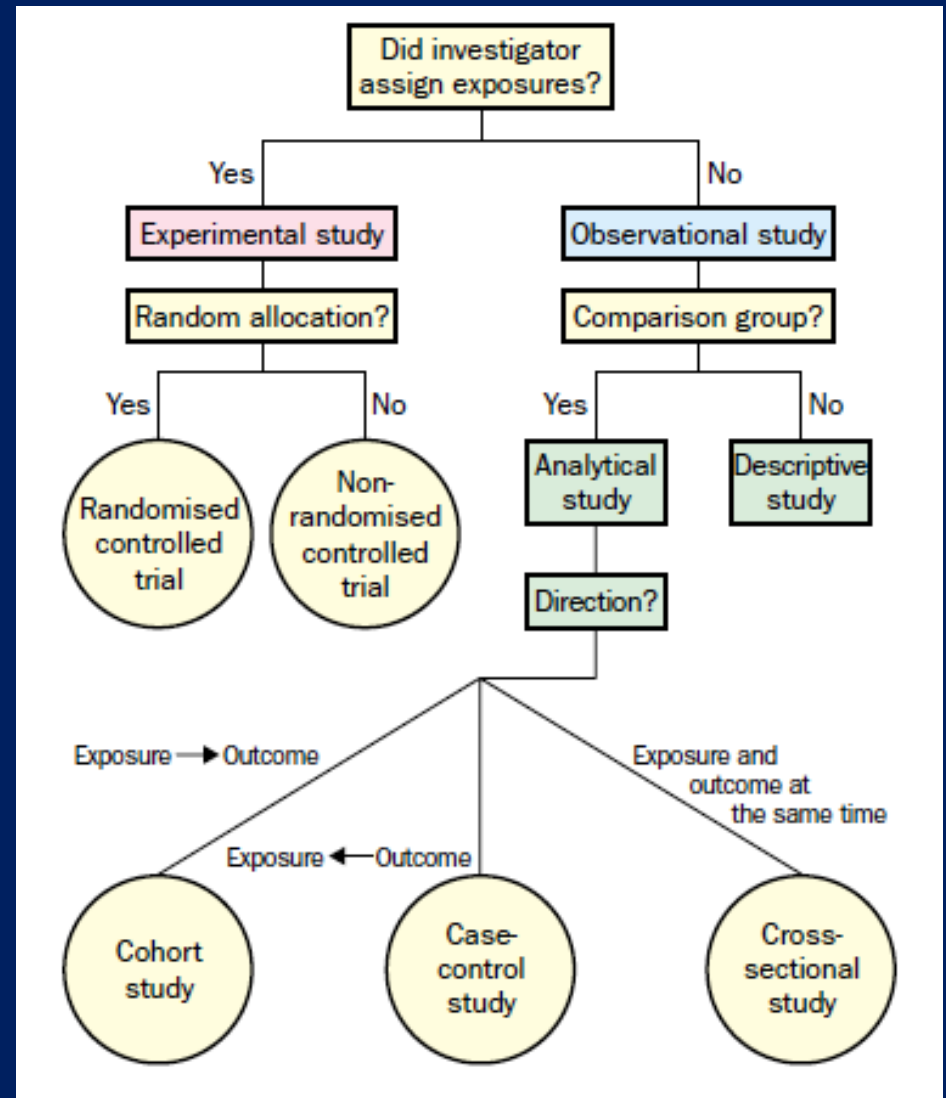 Did investigator
assign exposures?
Yes
No
Experimental study
Observational study
Random allocation?
Comparison group?
Yes
No
Yes
No
Randomised
controlled
trial
Non-
randomised
controlled
trial
Analytical
study
Descriptive
study
Direction?
Exposure → Outcome
Exposure ← Outcome
Exposure and
outcome at
the same time
Cohort
study
Case-
control
study
Cross-
sectional
study